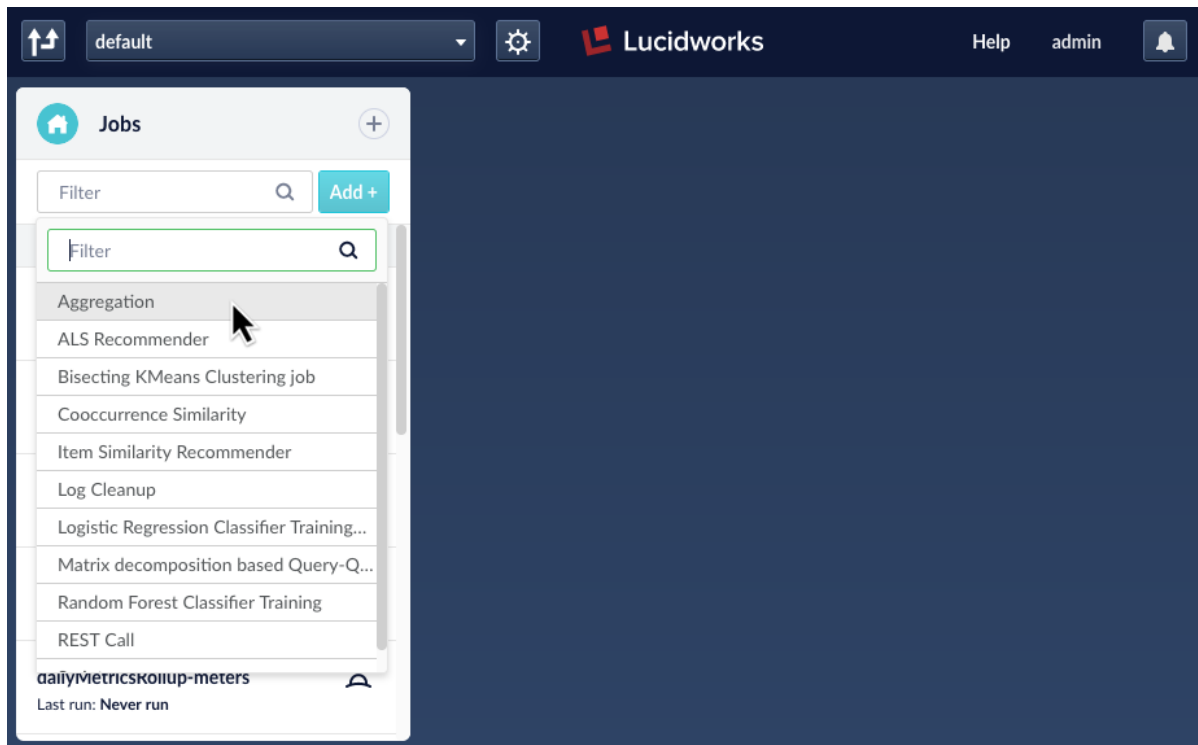 default
Lucidworks
Help
admin
Jobs
Filter
Add +
Filter
Aggregation
ALS Recommender
Bisecting KMeans Clustering job
Cooccurrence Similarity
Item Similarity Recommender
Log Cleanup
Logistic Regression Classifier Training...
Matrix decomposition based Query-Q...
Random Forest Classifier Training
REST Call
dailyMetricsRollup-meters
Last run: Never run